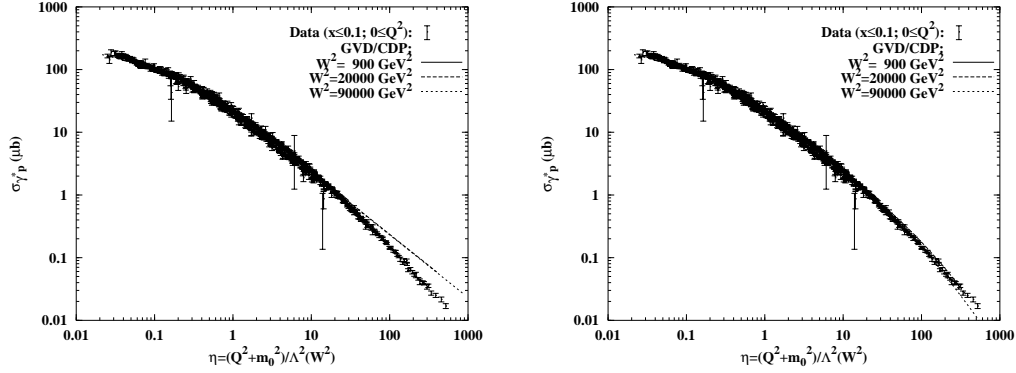 1000
100
10
1
0.1
0.01
0.01 0.1 1 10 100 1000
σγ*p (μb)
η=(Q²+m₀²)/Λ²(W²)
Data (x≤0.1; 0≤Q²):
GVD/CDP:
W²= 900 GeV²
W²=20000 GeV²
W²=90000 GeV²
1000
100
10
1
0.1
0.01
0.01 0.1 1 10 100 1000
σγ*p (μb)
η=(Q²+m₀²)/Λ²(W²)
Data (x≤0.1; 0≤Q²):
GVD/CDP:
W²= 900 GeV²
W²=20000 GeV²
W²=90000 GeV²